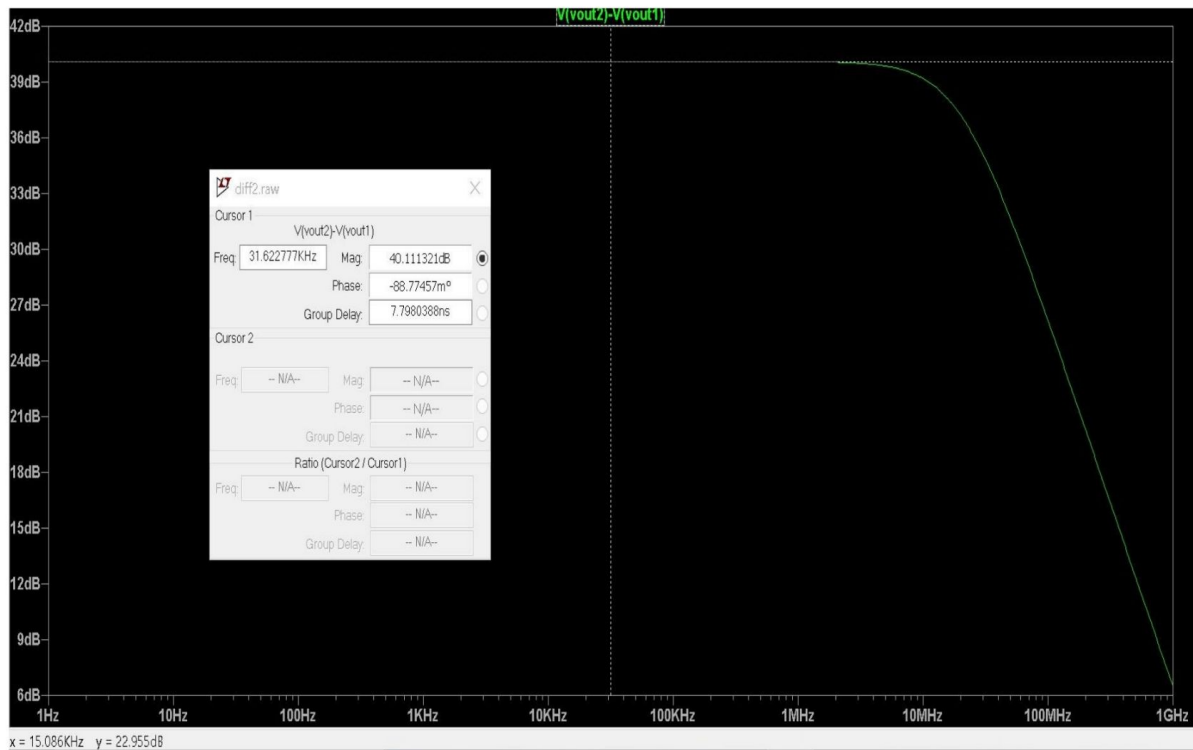 V(vout2)-V(vout1)
42dB
39dB
36dB
33dB
30dB
27dB
24dB
21dB
18dB
15dB
12dB
9dB
6dB
diff2.raw
Cursor 1
V(vout2)-V(vout1)
Freq: 31.622777KHz Mag: 40.111321dB
Phase: -88.77457m°
Group Delay: 7.7980388ns
Cursor 2
Freq: -- N/A-- Mag: -- N/A--
Phase: -- N/A--
Group Delay: -- N/A--
Ratio (Cursor2 / Cursor1)
Freq: -- N/A-- Mag: -- N/A--
Phase: -- N/A--
Group Delay: -- N/A--
1Hz 10Hz 100Hz 1KHz 10KHz 100KHz 1MHz 10MHz 100MHz 1GHz
x = 15.086KHz y = 22.955dB